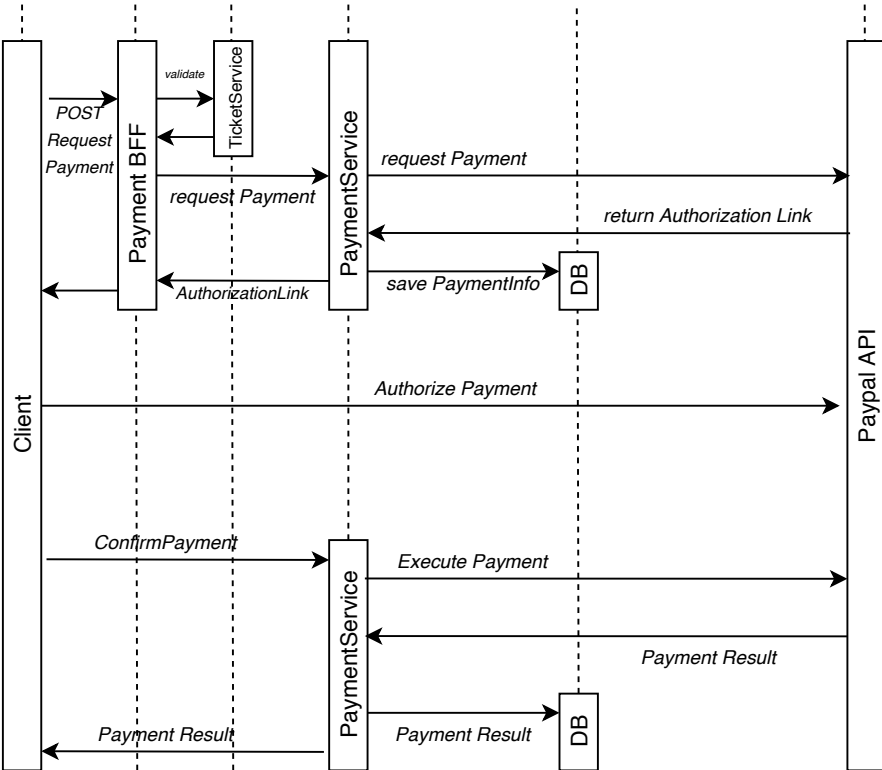 validate
POST
Request
Payment
Payment BFF
TicketService
PaymentService
request Payment
request Payment
return Authorization Link
AuthorizationLink
save PaymentInfo
DB
Client
Authorize Payment
Paypal API
ConfirmPayment
PaymentService
Execute Payment
Payment Result
Payment Result
Payment Result
DB